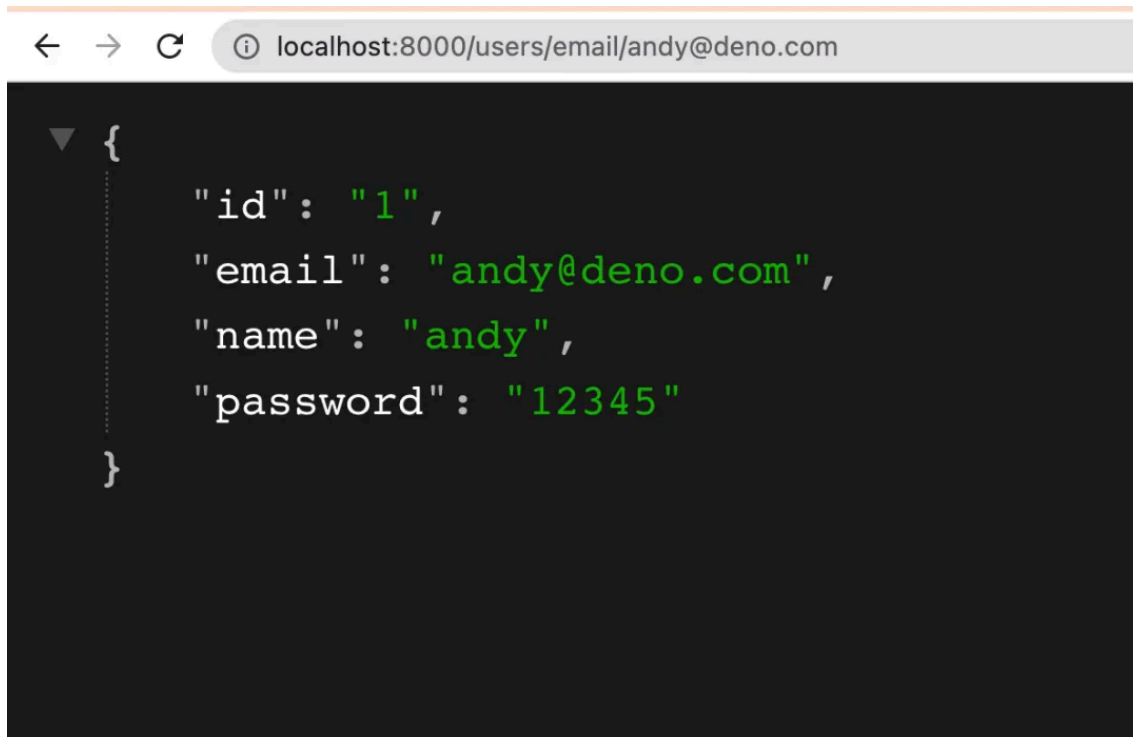 localhost:8000/users/email/andy@deno.com
{
"id": "1",
"email": "andy@deno.com",
"name": "andy",
"password": "12345"
}